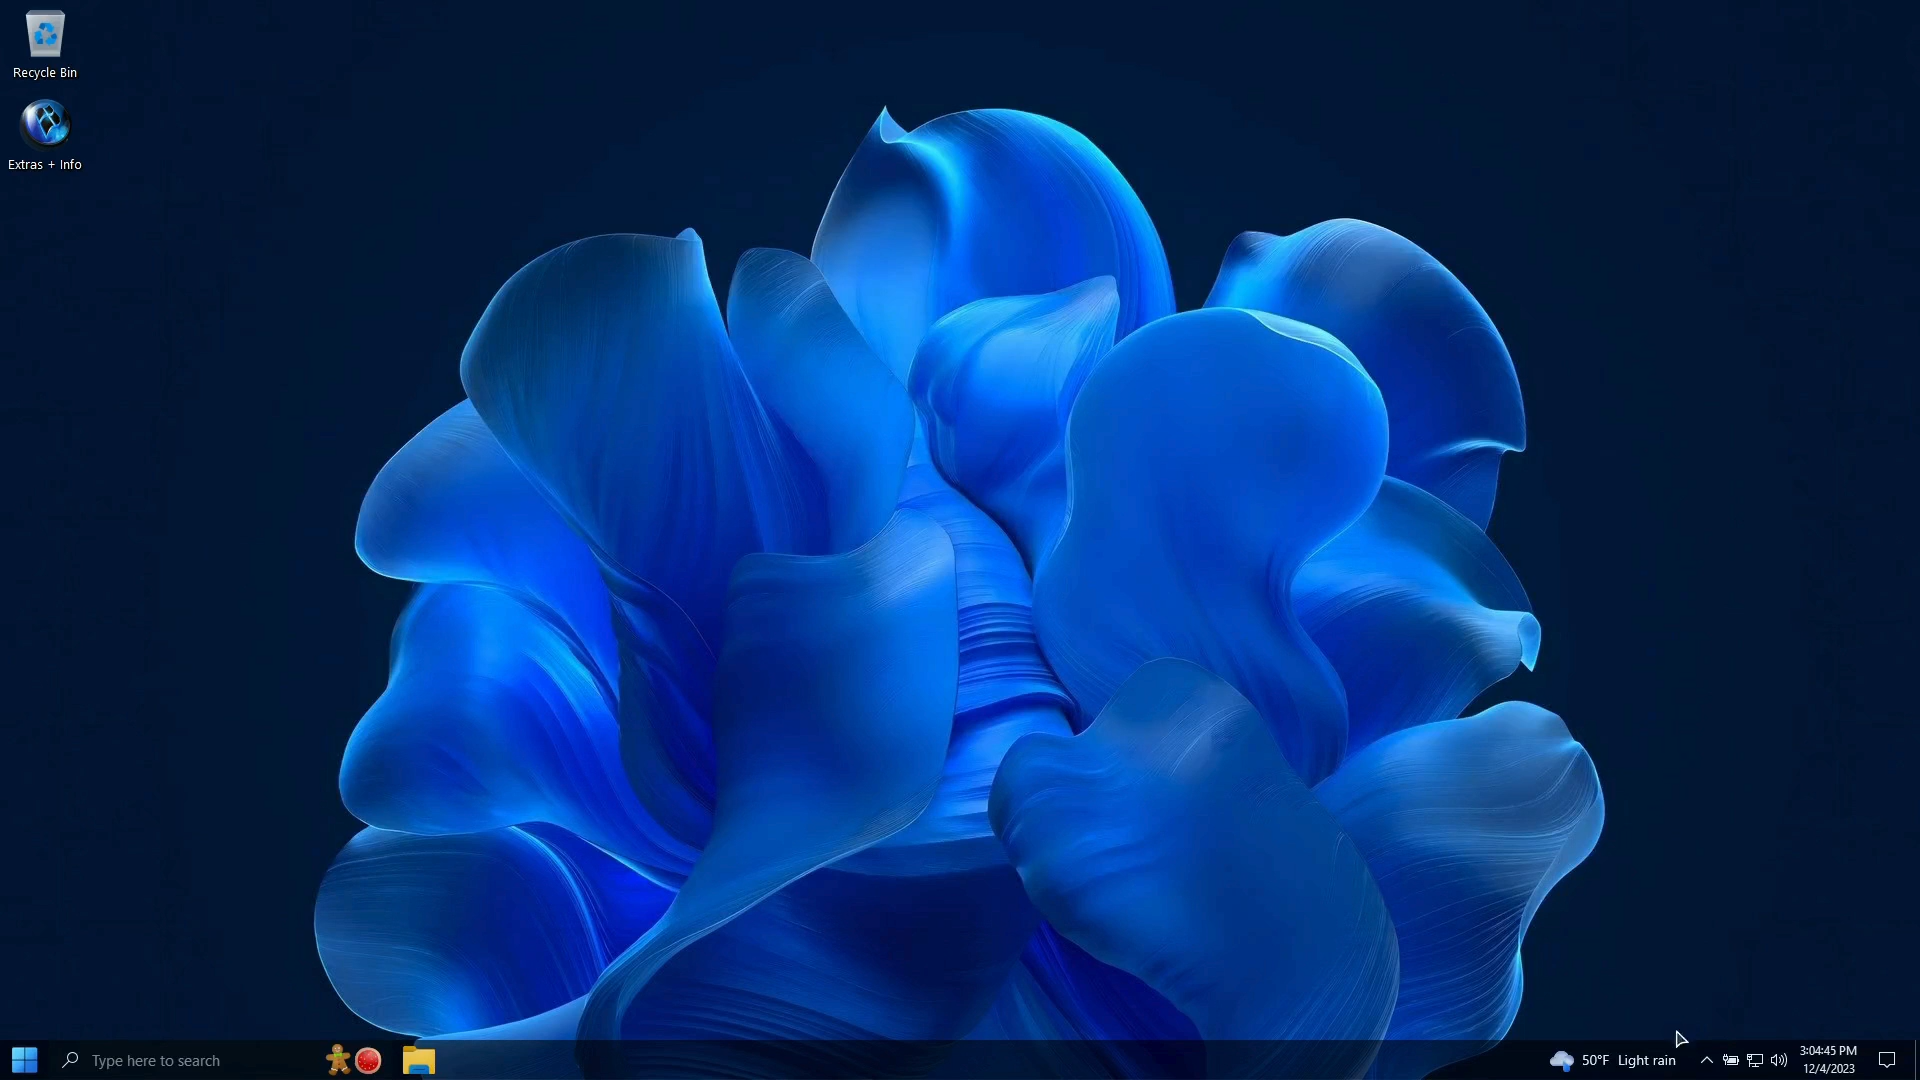 Recycle Bin
Extras + Info
Type here to search
50°F Light rain
3:04:45 PM
12/4/2023